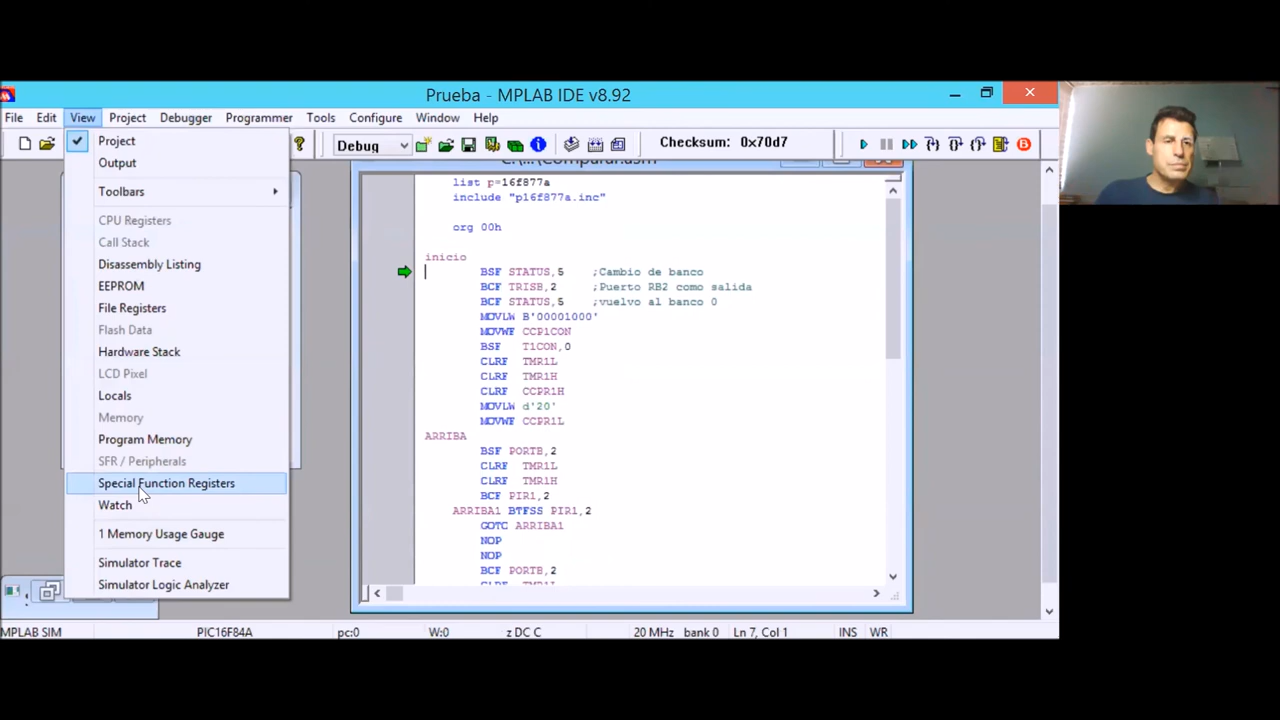 Prueba - MPLAB IDE v8.92
File Edit View Project Debugger Programmer Tools Configure Window Help
Debug
Checksum: 0x70d7
Project
Output
Toolbars
CPU Registers
Call Stack
Disassembly Listing
EEPROM
File Registers
Flash Data
Hardware Stack
LCD Pixel
Locals
Memory
Program Memory
SFR / Peripherals
Special Function Registers
Watch
1 Memory Usage Gauge
Simulator Trace
Simulator Logic Analyzer
C:\...\Comparar.asm
list p=16f877a
include "p16f877a.inc"
org 00h
inicio
BSF STATUS,5 ;Cambio de banco
BCF TRISB,2 ;Puerto RB2 como salida
BCF STATUS,5 ;vuelvo al banco 0
MOVLW B'00001000'
MOVWF CCP1CON
BSF T1CON,0
CLRF TMR1L
CLRF TMR1H
CLRF CCPR1H
MOVLW d'20'
MOVWF CCPR1L
ARRIBA
BSF PORTB,2
CLRF TMR1L
CLRF TMR1H
BCF PIR1,2
ARRIBA1 BTFSS PIR1,2
GOTO ARRIBA1
NOP
NOP
BCF PORTB,2
CLRF TMR1L
MPLAB SIM PIC16F84A pc:0 W:0 z DC C 20 MHz bank 0 Ln 7, Col 1 INS WR